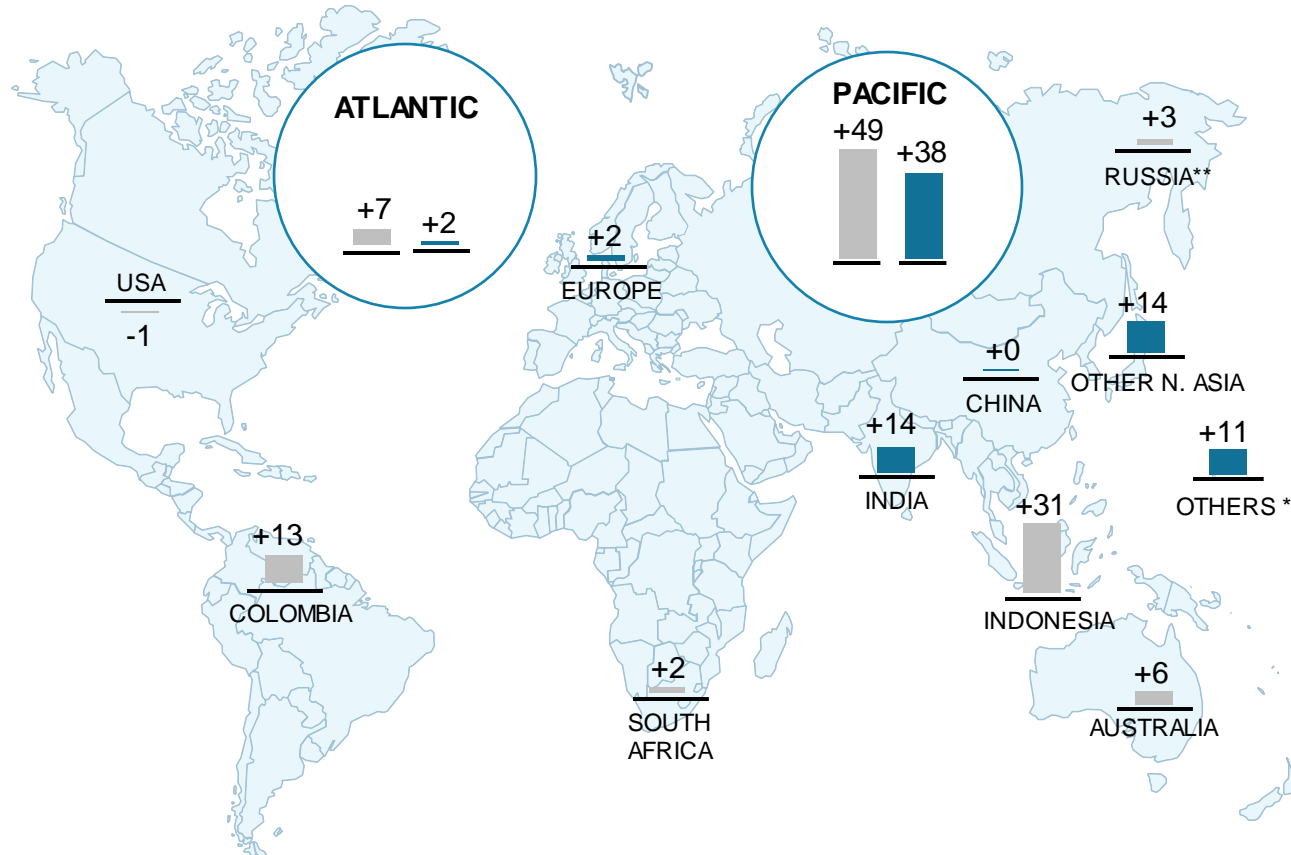 ATLANTIC
+7
+2
PACIFIC
+49
+38
+3
RUSSIA**
USA
-1
+2
EUROPE
+14
OTHER N. ASIA
+0
CHINA
+14
INDIA
+11
OTHERS *
+13
COLOMBIA
+31
INDONESIA
+2
SOUTH
AFRICA
+6
AUSTRALIA